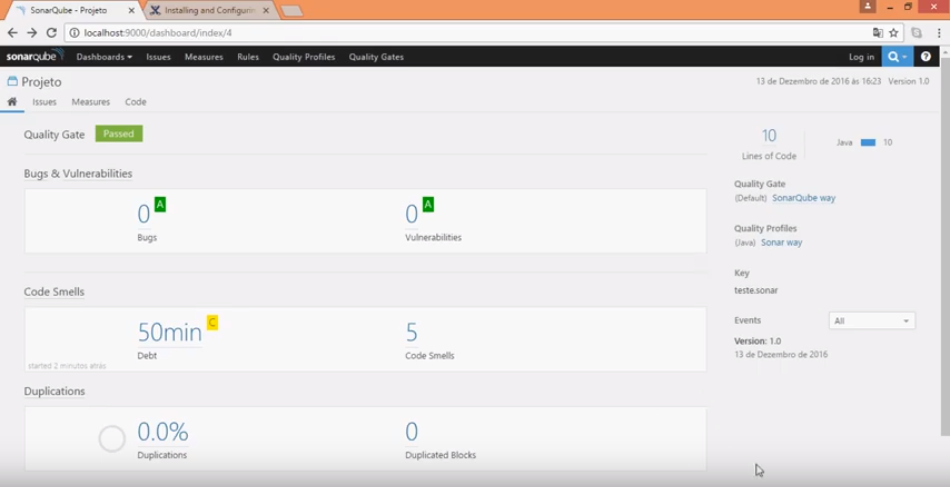 SonarQube - Projeto
Installing and Configurin
localhost:9000/dashboard/index/4
sonarqube
Dashboards
Issues
Measures
Rules
Quality Profiles
Quality Gates
Log in
Projeto
13 de Dezembro de 2016 às 16:23 Version 1.0
Issues
Measures
Code
Quality Gate
Passed
10
Lines of Code
Java
10
Bugs & Vulnerabilities
0
A
Bugs
0
A
Vulnerabilities
Quality Gate
(Default) SonarQube way
Quality Profiles
(Java) Sonar way
Key
teste.sonar
Events
All
Version: 1.0
13 de Dezembro de 2016
Code Smells
50min
C
Debt
5
Code Smells
started 2 minutos atrás
Duplications
0.0%
Duplications
0
Duplicated Blocks